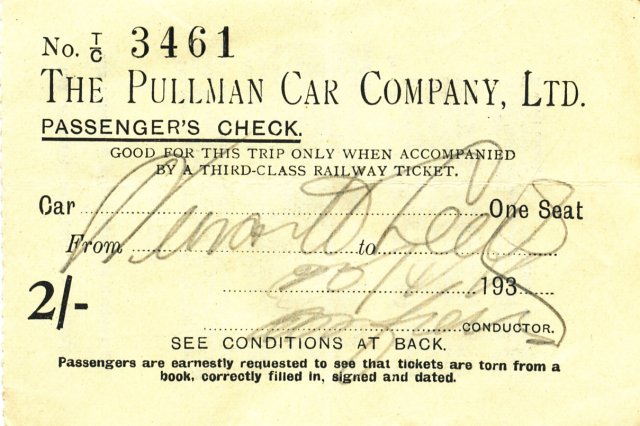 No. T/C 3461
THE PULLMAN CAR COMPANY, LTD.
PASSENGER'S CHECK.
GOOD FOR THIS TRIP ONLY WHEN ACCOMPANIED
BY A THIRD-CLASS RAILWAY TICKET.
Car One Seat
From to
2/- 193
CONDUCTOR.
SEE CONDITIONS AT BACK.
Passengers are earnestly requested to see that tickets are torn from a
book, correctly filled in, signed and dated.